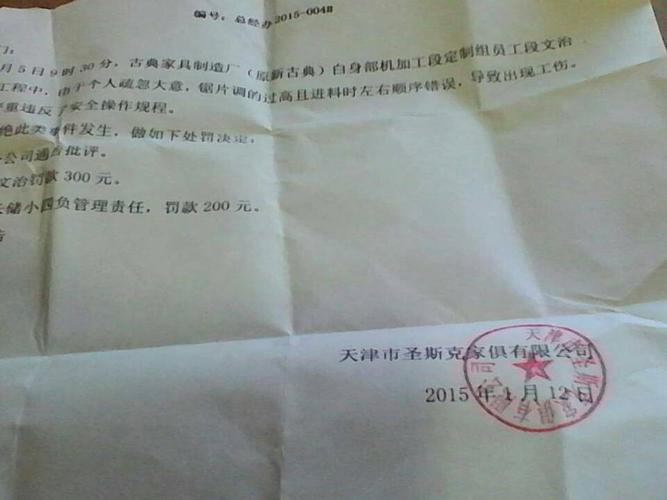 编号：总经办2015-004#
门：
月5日9时30分，古典家具制造厂（原新古典）白身部机加工段定制组员工段文治
工程中，由于个人疏忽大意，锯片调的过高且进料时左右顺序错误，导致出现工伤。
严重违反了安全操作规程。
绝此类事件发生，做如下处罚决定，
公司通告批评。
文治罚款300元。
长储小四负管理责任，罚款200元。
告
天津市圣斯克家俱有限公司
2015年1月12日